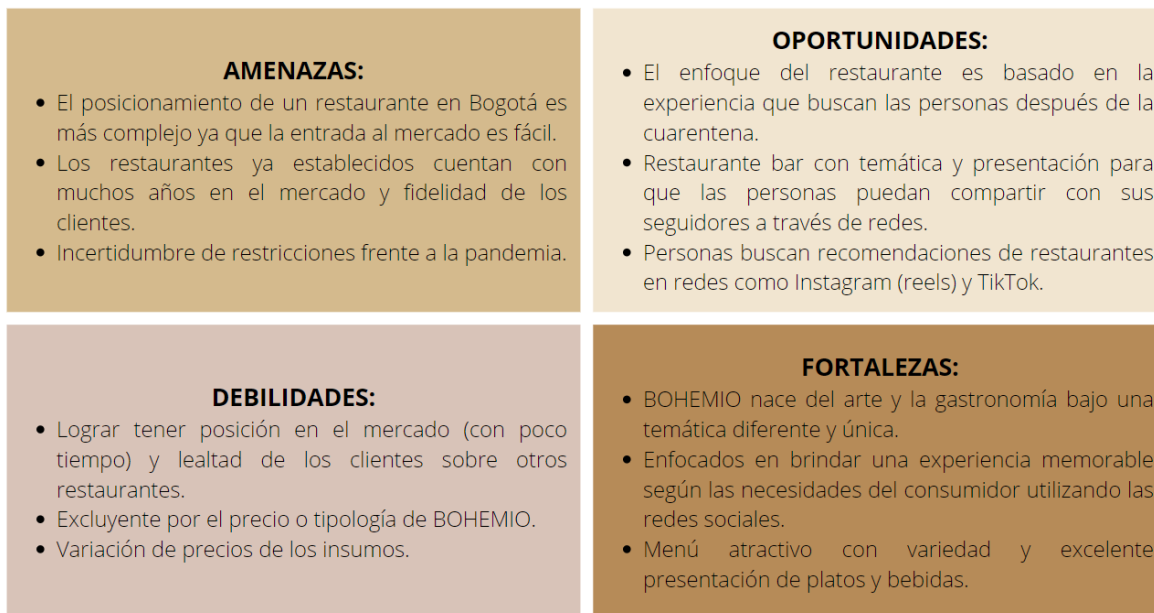 AMENAZAS:
• El posicionamiento de un restaurante en Bogotá es
más complejo ya que la entrada al mercado es fácil.
• Los restaurantes ya establecidos cuentan con
muchos años en el mercado y fidelidad de los
clientes.
• Incertidumbre de restricciones frente a la pandemia.
OPORTUNIDADES:
• El enfoque del restaurante es basado en la
experiencia que buscan las personas después de la
cuarentena.
• Restaurante bar con temática y presentación para
que las personas puedan compartir con sus
seguidores a través de redes.
• Personas buscan recomendaciones de restaurantes
en redes como Instagram (reels) y TikTok.
DEBILIDADES:
• Lograr tener posición en el mercado (con poco
tiempo) y lealtad de los clientes sobre otros
restaurantes.
• Excluyente por el precio o tipología de BOHEMIO.
• Variación de precios de los insumos.
FORTALEZAS:
• BOHEMIO nace del arte y la gastronomía bajo una
temática diferente y única.
• Enfocados en brindar una experiencia memorable
según las necesidades del consumidor utilizando las
redes sociales.
• Menú atractivo con variedad y excelente
presentación de platos y bebidas.